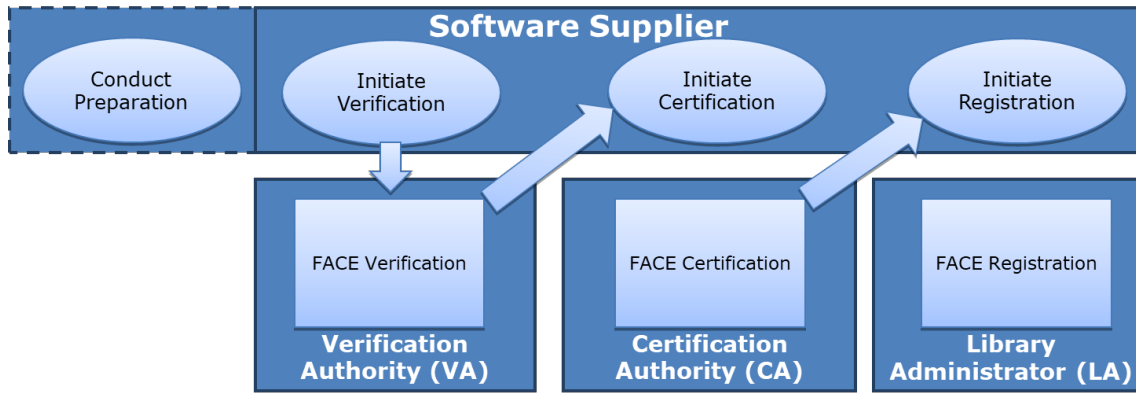 Software Supplier
Conduct
Preparation
Initiate
Verification
Initiate
Certification
Initiate
Registration
FACE Verification
FACE Certification
FACE Registration
Verification
Authority (VA)
Certification
Authority (CA)
Library
Administrator (LA)